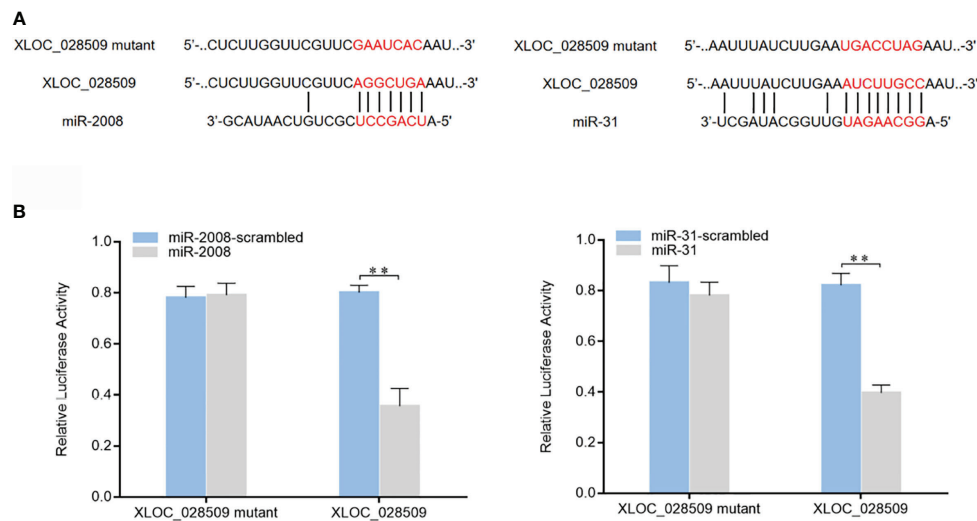 A
XLOC_028509 mutant 5'-..CUCUUGGUUCGUUCGAAUCACAAU..-3'
XLOC_028509 5'-..CUCUUGGUUCGUUCAGGCUGAAAU..-3'
miR-2008 3'-GCAUAACUGUCGCUCCGACUA-5'
XLOC_028509 mutant 5'-..AAUUUAUCUUGAAUGACCUAGAAU..-3'
XLOC_028509 5'-..AAUUUAUCUUGAAAUCUUGCCAAU..-3'
miR-31 3'-UCGAUACGGUUGUAGAACGGA-5'
B
miR-2008-scrambled
miR-2008
Relative Luciferase Activity
1.0
0.8
0.6
0.4
0.2
0.0
**
XLOC_028509 mutant XLOC_028509
miR-31-scrambled
miR-31
Relative Luciferase Activity
1.0
0.8
0.6
0.4
0.2
0.0
**
XLOC_028509 mutant XLOC_028509